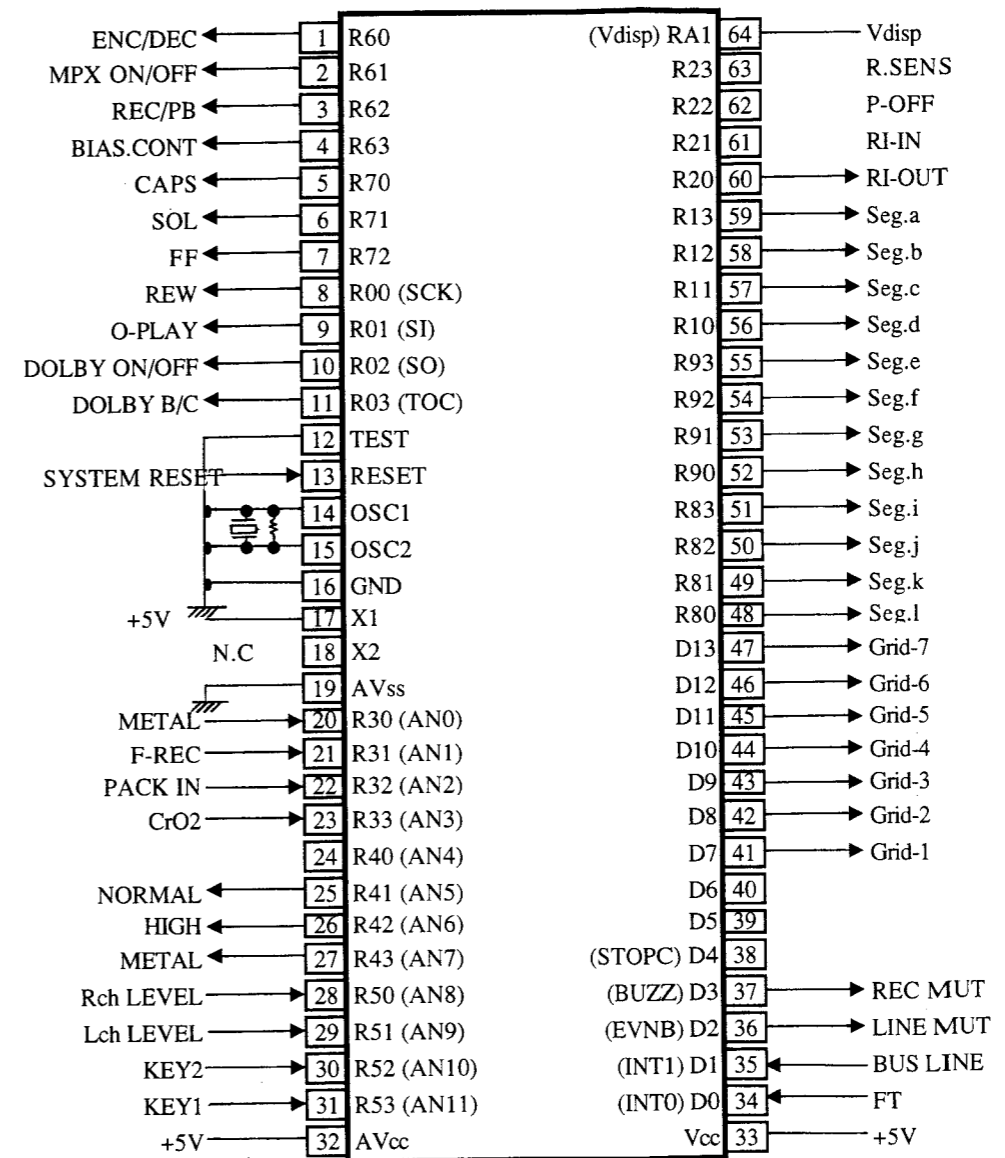 ENC/DEC 1 R60 (Vdisp) RA1 64 Vdisp
MPX ON/OFF 2 R61 R23 63 R.SENS
REC/PB 3 R62 R22 62 P-OFF
BIAS.CONT 4 R63 R21 61 RI-IN
CAPS 5 R70 R20 60 RI-OUT
SOL 6 R71 R13 59 Seg.a
FF 7 R72 R12 58 Seg.b
REW 8 R00 (SCK) R11 57 Seg.c
O-PLAY 9 R01 (SI) R10 56 Seg.d
DOLBY ON/OFF 10 R02 (SO) R93 55 Seg.e
DOLBY B/C 11 R03 (TOC) R92 54 Seg.f
12 TEST R91 53 Seg.g
SYSTEM RESET 13 RESET R90 52 Seg.h
14 OSC1 R83 51 Seg.i
15 OSC2 R82 50 Seg.j
16 GND R81 49 Seg.k
+5V 17 X1 R80 48 Seg.l
N.C 18 X2 D13 47 Grid-7
19 AVss D12 46 Grid-6
METAL 20 R30 (AN0) D11 45 Grid-5
F-REC 21 R31 (AN1) D10 44 Grid-4
PACK IN 22 R32 (AN2) D9 43 Grid-3
CrO2 23 R33 (AN3) D8 42 Grid-2
24 R40 (AN4) D7 41 Grid-1
NORMAL 25 R41 (AN5) D6 40
HIGH 26 R42 (AN6) D5 39
METAL 27 R43 (AN7) (STOPC) D4 38
Rch LEVEL 28 R50 (AN8) (BUZZ) D3 37 REC MUT
Lch LEVEL 29 R51 (AN9) (EVNB) D2 36 LINE MUT
KEY2 30 R52 (AN10) (INT1) D1 35 BUS LINE
KEY1 31 R53 (AN11) (INT0) D0 34 FT
+5V 32 AVcc Vcc 33 +5V